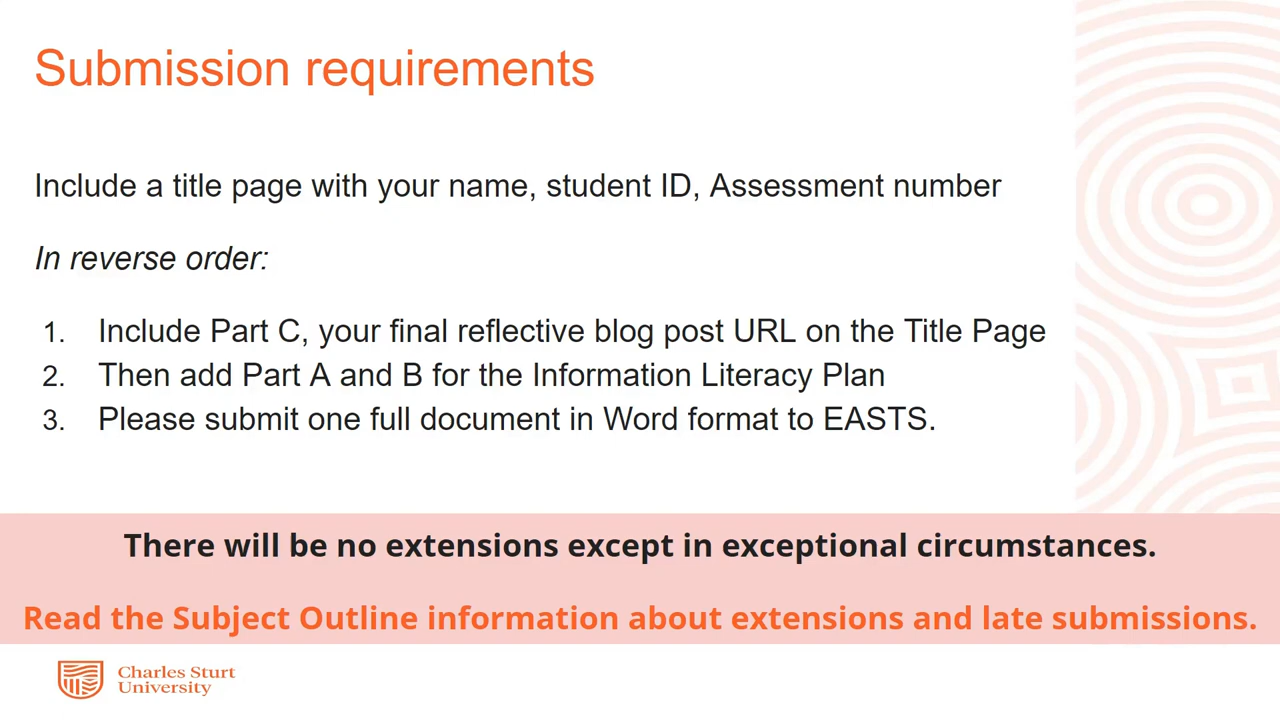 Submission requirements
Include a title page with your name, student ID, Assessment number
In reverse order:
1. Include Part C, your final reflective blog post URL on the Title Page
2. Then add Part A and B for the Information Literacy Plan
3. Please submit one full document in Word format to EASTS.
There will be no extensions except in exceptional circumstances.
Read the Subject Outline information about extensions and late submissions.
Charles Sturt
University